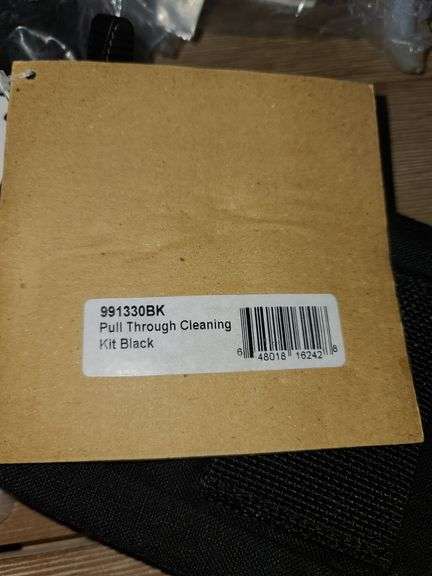 991330BK
Pull Through Cleaning
Kit Black
6 48018 16242 8